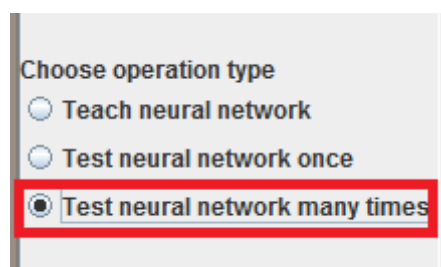 Choose operation type
Teach neural network
Test neural network once
Test neural network many times